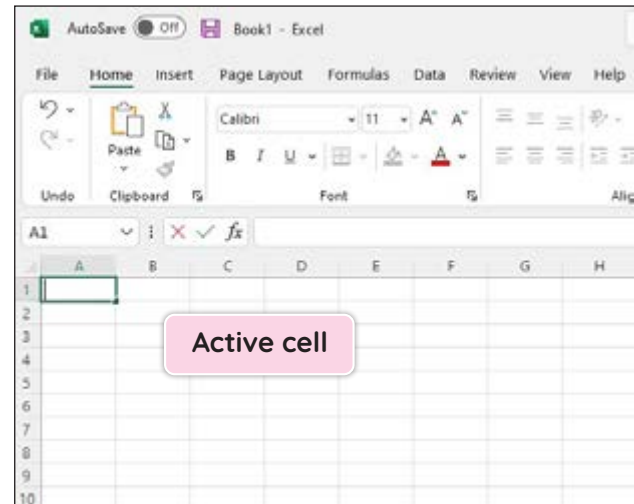 AutoSave Off Book1 - Excel
File Home Insert Page Layout Formulas Data Review View Help
Paste Calibri 11 A^ Aˇ
B I U A
Undo Clipboard Font
A1 fx
A B C D E F G H
1
2
3
4
5
6
7
8
9
10
Active cell